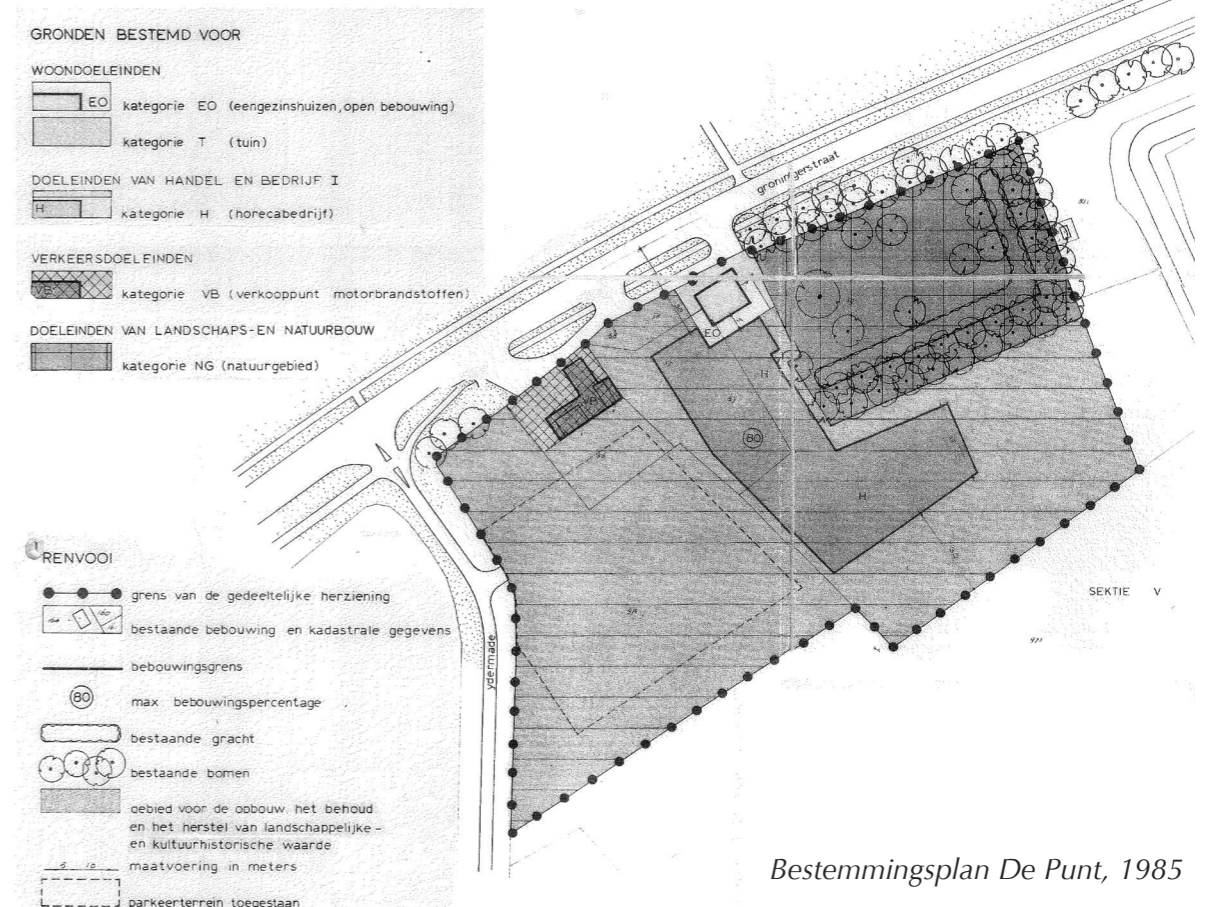 GRONDEN BESTEMD VOOR
WOONDOELEINDEN
EO kategorie EO (eengezinshuizen, open bebouwing)
kategorie T (tuin)
DOELEINDEN VAN HANDEL EN BEDRIJF I
H kategorie H (horecabedrijf)
VERKEERSDOELEINDEN
VB kategorie VB (verkooppunt motorbrandstoffen)
DOELEINDEN VAN LANDSCHAPS-EN NATUURBOUW
kategorie NG (natuurgebied)
groningerstraat
EO
H
VB
80
H
SEKTIE V
ydermade
RENVOOI
grens van de gedeeltelijke herziening
bestaande bebouwing en kadastrale gegevens
bebouwingsgrens
80 max bebouwingspercentage
bestaande gracht
bestaande bomen
gebied voor de opbouw het behoud
en het herstel van landschappelijke-
en kultuurhistorische waarde
5 10 maatvoering in meters
parkeerterrein toegestaan
Bestemmingsplan De Punt, 1985